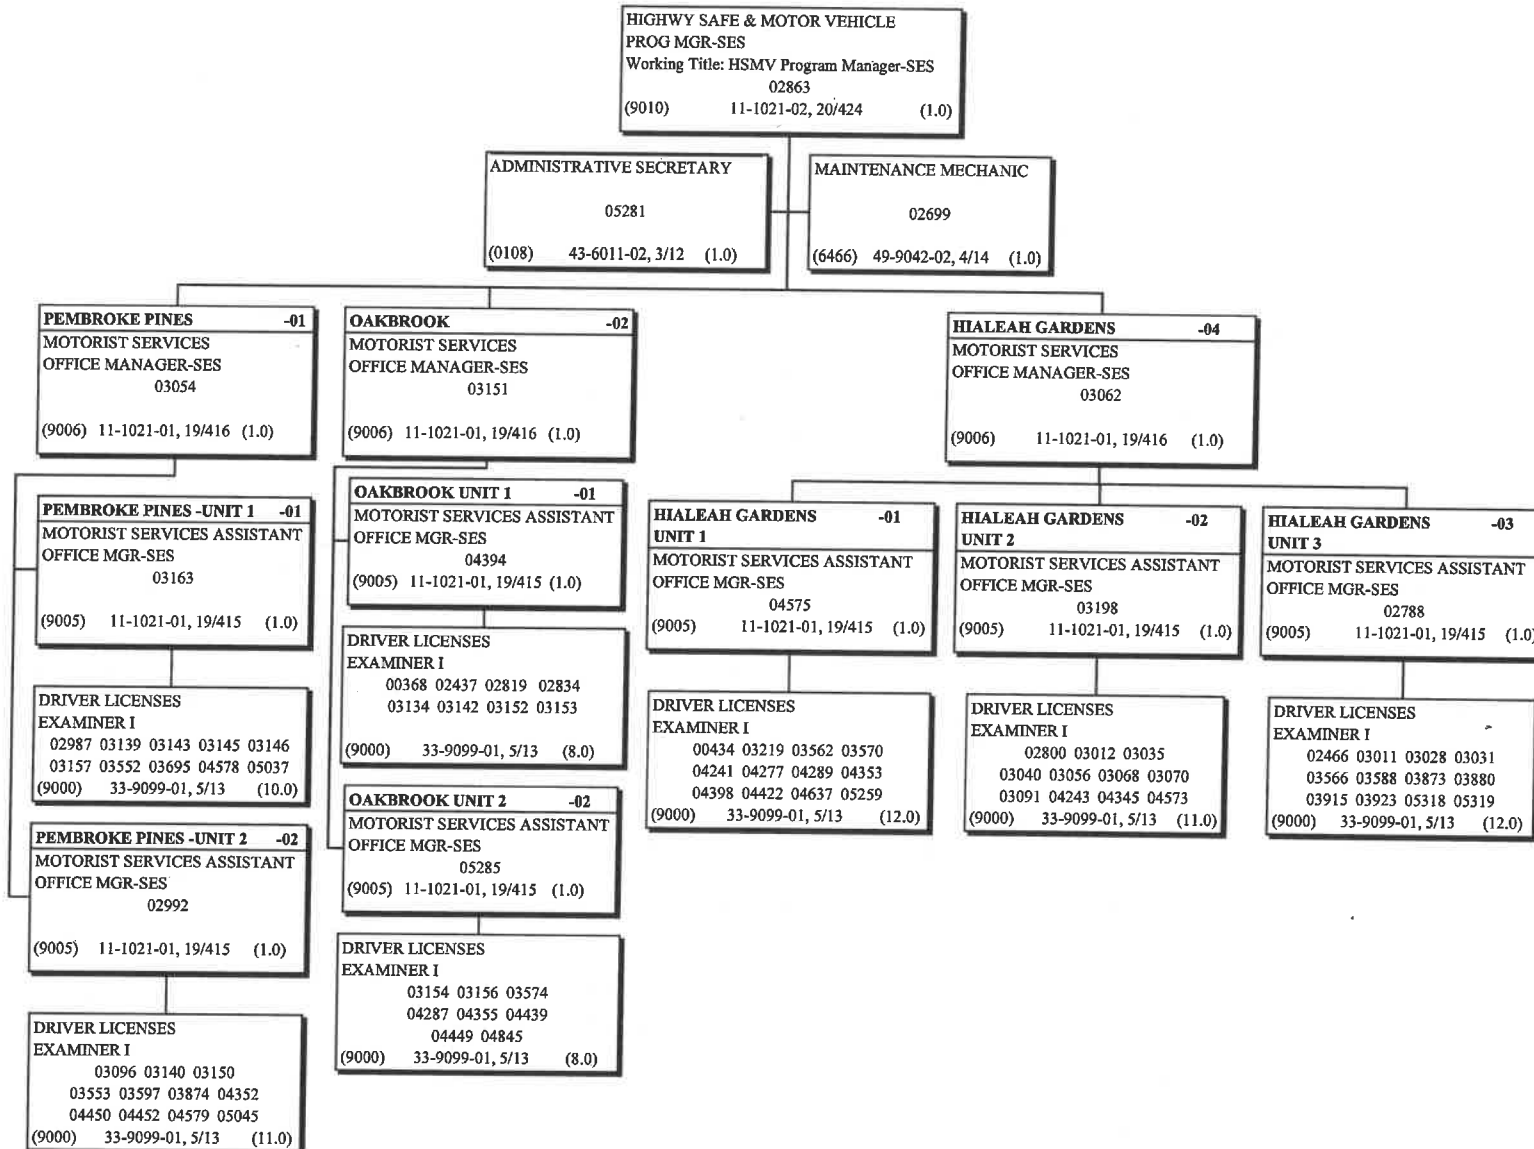 HIGHWY SAFE & MOTOR VEHICLE
PROG MGR-SES
Working Title: HSMV Program Manager-SES
02863
(9010) 11-1021-02, 20/424 (1.0)
ADMINISTRATIVE SECRETARY
05281
(0108) 43-6011-02, 3/12 (1.0)
MAINTENANCE MECHANIC
02699
(6466) 49-9042-02, 4/14 (1.0)
PEMBROKE PINES -01
MOTORIST SERVICES
OFFICE MANAGER-SES
03054
(9006) 11-1021-01, 19/416 (1.0)
PEMBROKE PINES -UNIT 1 -01
MOTORIST SERVICES ASSISTANT
OFFICE MGR-SES
03163
(9005) 11-1021-01, 19/415 (1.0)
DRIVER LICENSES
EXAMINER I
02987 03139 03143 03145 03146
03157 03552 03695 04578 05037
(9000) 33-9099-01, 5/13 (10.0)
PEMBROKE PINES -UNIT 2 -02
MOTORIST SERVICES ASSISTANT
OFFICE MGR-SES
02992
(9005) 11-1021-01, 19/415 (1.0)
DRIVER LICENSES
EXAMINER I
03096 03140 03150
03553 03597 03874 04352
04450 04452 04579 05045
(9000) 33-9099-01, 5/13 (11.0)
OAKBROOK -02
MOTORIST SERVICES
OFFICE MANAGER-SES
03151
(9006) 11-1021-01, 19/416 (1.0)
OAKBROOK UNIT 1 -01
MOTORIST SERVICES ASSISTANT
OFFICE MGR-SES
04394
(9005) 11-1021-01, 19/415 (1.0)
DRIVER LICENSES
EXAMINER I
00368 02437 02819 02834
03134 03142 03152 03153
(9000) 33-9099-01, 5/13 (8.0)
OAKBROOK UNIT 2 -02
MOTORIST SERVICES ASSISTANT
OFFICE MGR-SES
05285
(9005) 11-1021-01, 19/415 (1.0)
DRIVER LICENSES
EXAMINER I
03154 03156 03574
04287 04355 04439
04449 04845
(9000) 33-9099-01, 5/13 (8.0)
HIALEAH GARDENS -04
MOTORIST SERVICES
OFFICE MANAGER-SES
03062
(9006) 11-1021-01, 19/416 (1.0)
HIALEAH GARDENS -01
UNIT 1
MOTORIST SERVICES ASSISTANT
OFFICE MGR-SES
04575
(9005) 11-1021-01, 19/415 (1.0)
DRIVER LICENSES
EXAMINER I
00434 03219 03562 03570
04241 04277 04289 04353
04398 04422 04637 05259
(9000) 33-9099-01, 5/13 (12.0)
HIALEAH GARDENS -02
UNIT 2
MOTORIST SERVICES ASSISTANT
OFFICE MGR-SES
03198
(9005) 11-1021-01, 19/415 (1.0)
DRIVER LICENSES
EXAMINER I
02800 03012 03035
03040 03056 03068 03070
03091 04243 04345 04573
(9000) 33-9099-01, 5/13 (11.0)
HIALEAH GARDENS -03
UNIT 3
MOTORIST SERVICES ASSISTANT
OFFICE MGR-SES
02788
(9005) 11-1021-01, 19/415 (1.0)
DRIVER LICENSES
EXAMINER I
02466 03011 03028 03031
03566 03588 03873 03880
03915 03923 05318 05319
(9000) 33-9099-01, 5/13 (12.0)